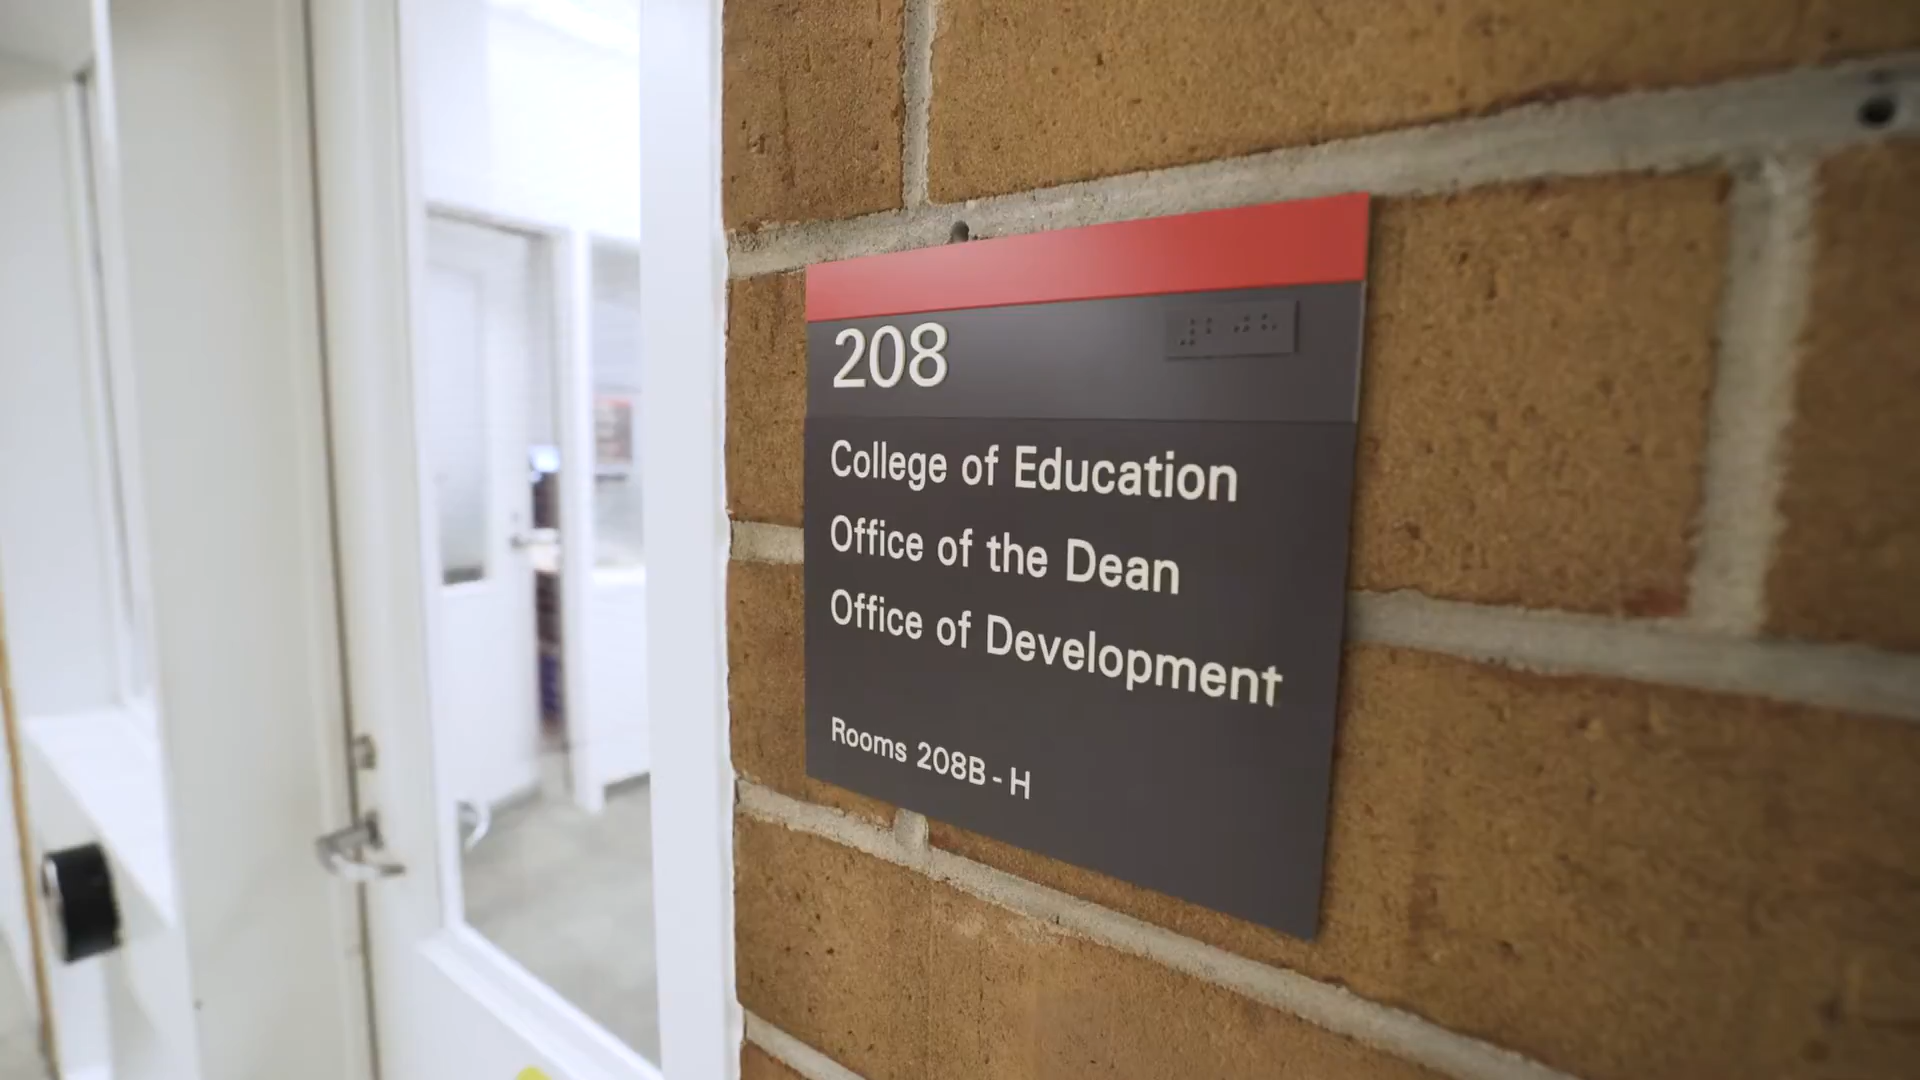 208
College of Education
Office of the Dean
Office of Development
Rooms 208B - H